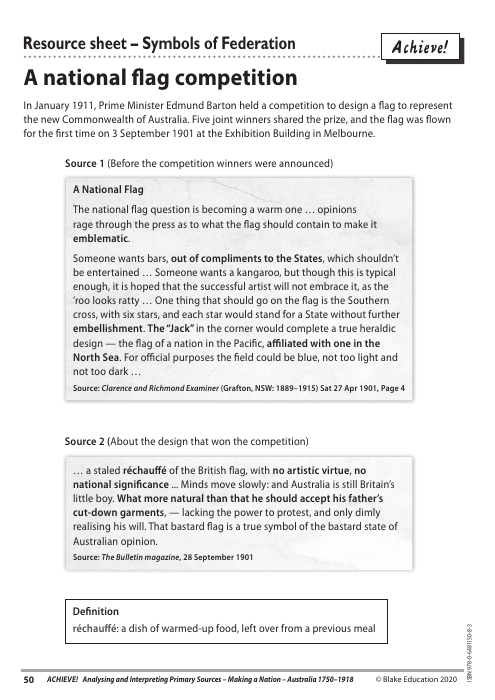 Resource sheet – Symbols of Federation
Achieve!
A national flag competition
In January 1911, Prime Minister Edmund Barton held a competition to design a flag to represent
the new Commonwealth of Australia. Five joint winners shared the prize, and the flag was flown
for the first time on 3 September 1901 at the Exhibition Building in Melbourne.
Source 1 (Before the competition winners were announced)
A National Flag
The national flag question is becoming a warm one … opinions
rage through the press as to what the flag should contain to make it
emblematic.
Someone wants bars, out of compliments to the States, which shouldn't
be entertained … Someone wants a kangaroo, but though this is typical
enough, it is hoped that the successful artist will not embrace it, as the
'roo looks ratty … One thing that should go on the flag is the Southern
cross, with six stars, and each star would stand for a State without further
embellishment. The "Jack" in the corner would complete a true heraldic
design — the flag of a nation in the Pacific, affiliated with one in the
North Sea. For official purposes the field could be blue, not too light and
not too dark …
Source: Clarence and Richmond Examiner (Grafton, NSW: 1889–1915) Sat 27 Apr 1901, Page 4
Source 2 (About the design that won the competition)
… a staled réchauffé of the British flag, with no artistic virtue, no
national significance ... Minds move slowly: and Australia is still Britain's
little boy. What more natural than that he should accept his father's
cut-down garments, — lacking the power to protest, and only dimly
realising his will. That bastard flag is a true symbol of the bastard state of
Australian opinion.
Source: The Bulletin magazine, 28 September 1901
Definition
réchauffé: a dish of warmed-up food, left over from a previous meal
50 ACHIEVE! Analysing and Interpreting Primary Sources – Making a Nation – Australia 1750–1918 © Blake Education 2020